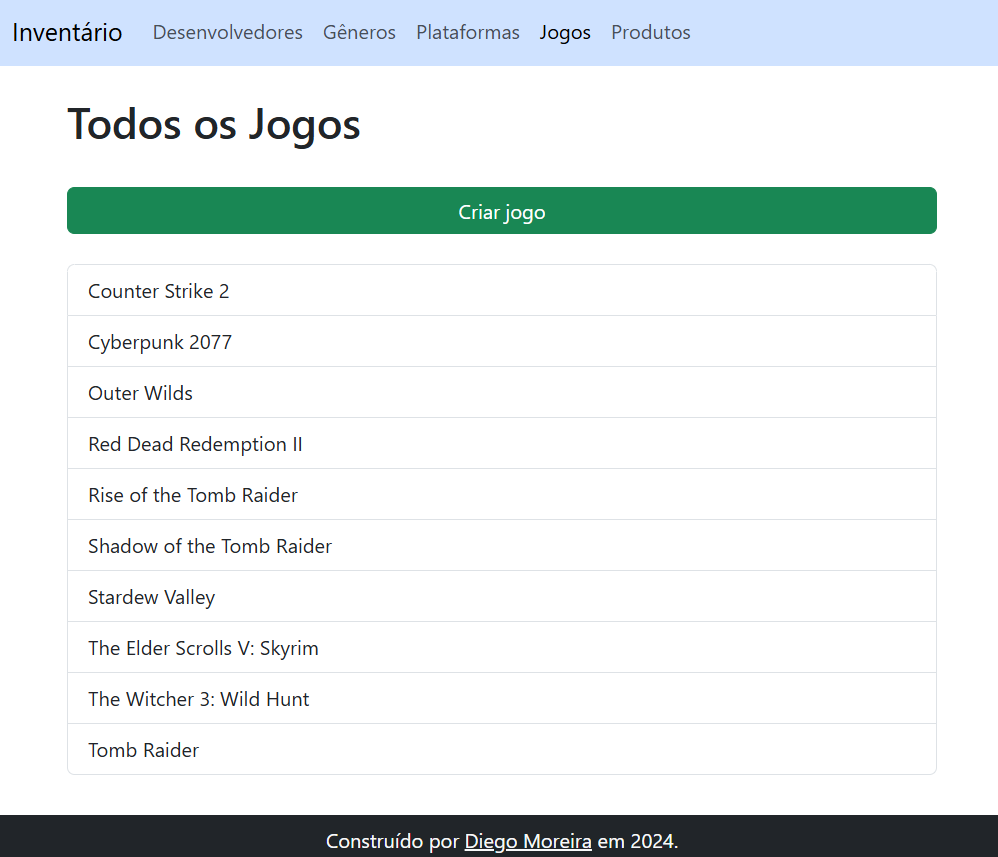 Inventário Desenvolvedores Gêneros Plataformas Jogos Produtos
Todos os Jogos
Criar jogo
Counter Strike 2
Cyberpunk 2077
Outer Wilds
Red Dead Redemption II
Rise of the Tomb Raider
Shadow of the Tomb Raider
Stardew Valley
The Elder Scrolls V: Skyrim
The Witcher 3: Wild Hunt
Tomb Raider
Construído por Diego Moreira em 2024.